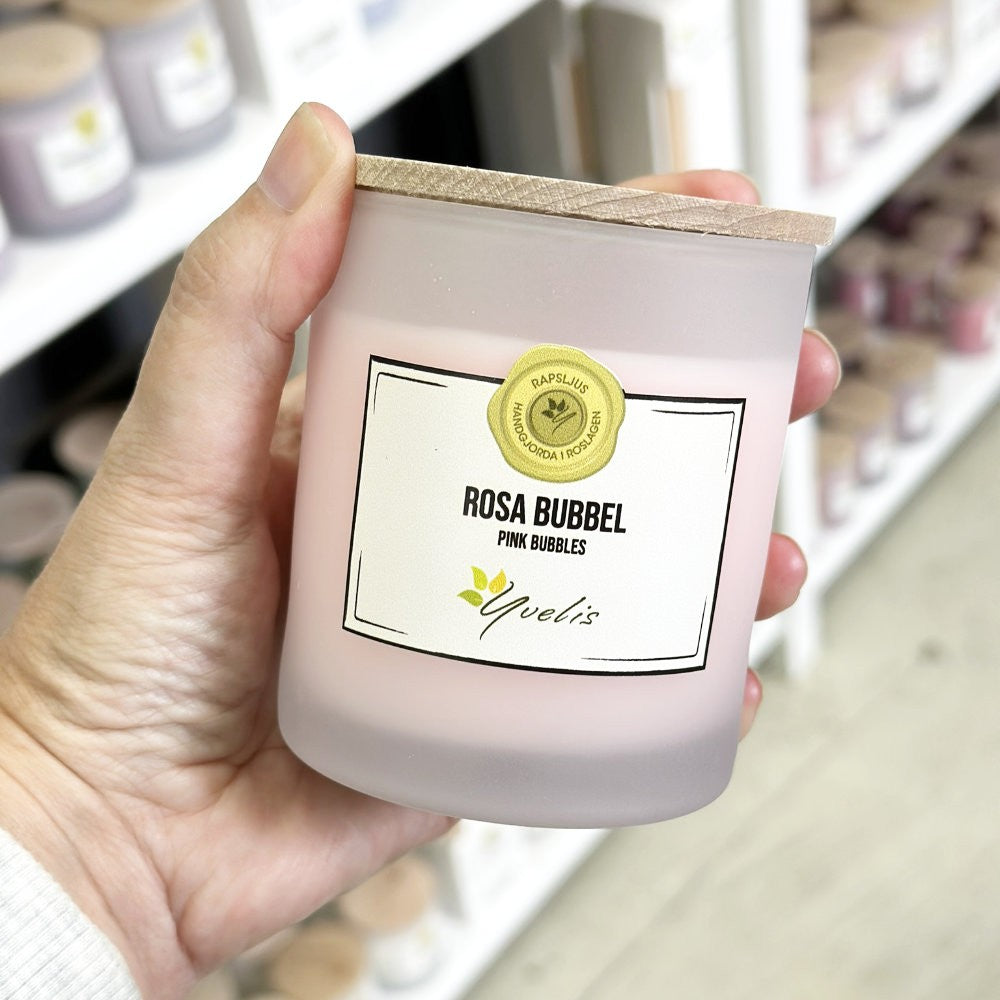 RAPSLJUS
HANDGJORDA I ROSLAGEN
ROSA BUBBEL
PINK BUBBLES
Yvelis